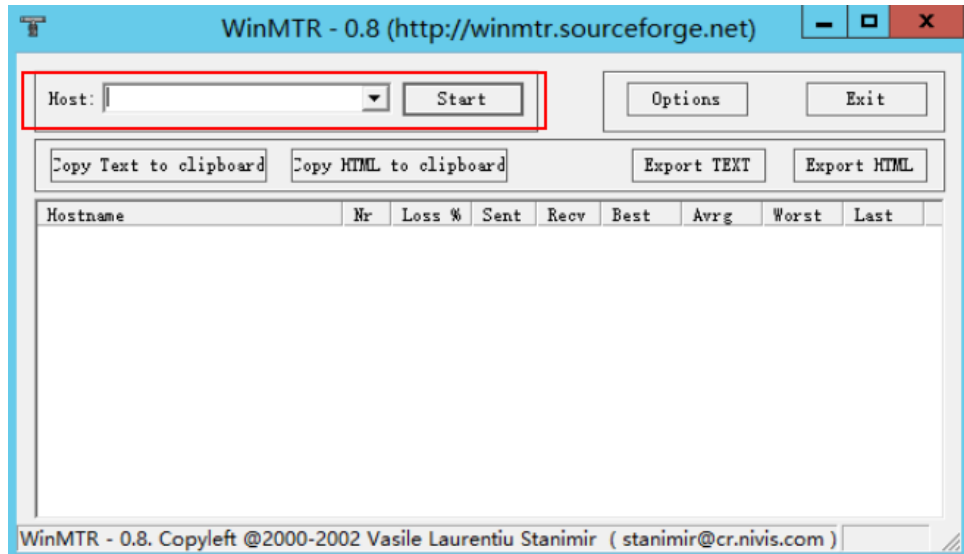 WinMTR - 0.8 (http://winmtr.sourceforge.net)
Host: Start Options Exit
Copy Text to clipboard Copy HTML to clipboard Export TEXT Export HTML
Hostname Nr Loss % Sent Recv Best Avrg Worst Last
WinMTR - 0.8. Copyleft @2000-2002 Vasile Laurentiu Stanimir ( stanimir@cr.nivis.com )